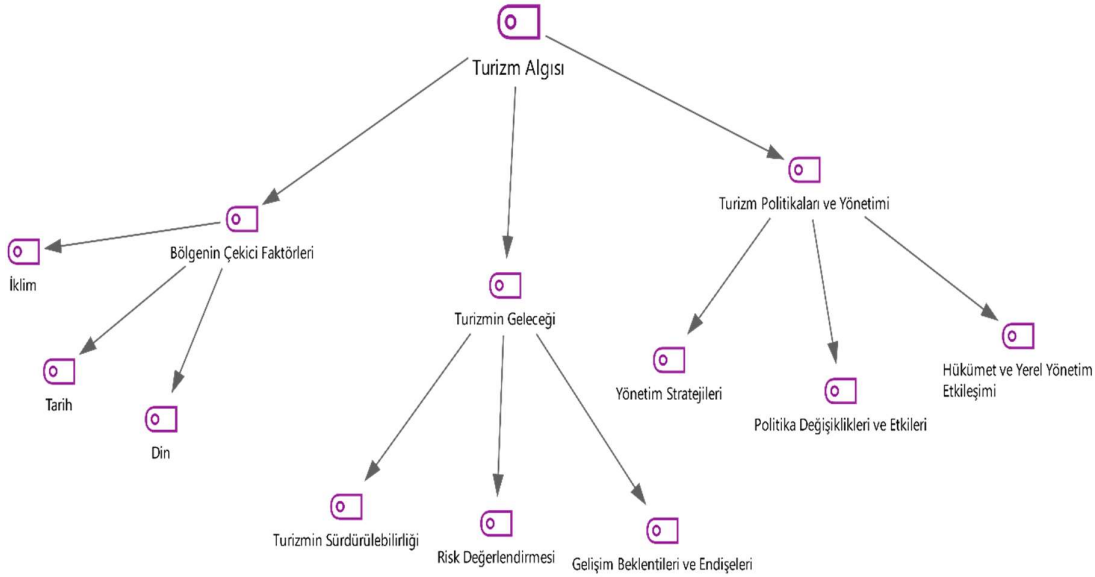 Turizm Algısı
Turizm Politikaları ve Yönetimi
Bölgenin Çekici Faktörleri
İklim
Turizmin Geleceği
Hükümet ve Yerel Yönetim
Etkileşimi
Yönetim Stratejileri
Tarih
Politika Değişiklikleri ve Etkileri
Din
Turizmin Sürdürülebilirliği
Risk Değerlendirmesi
Gelişim Beklentileri ve Endişeleri